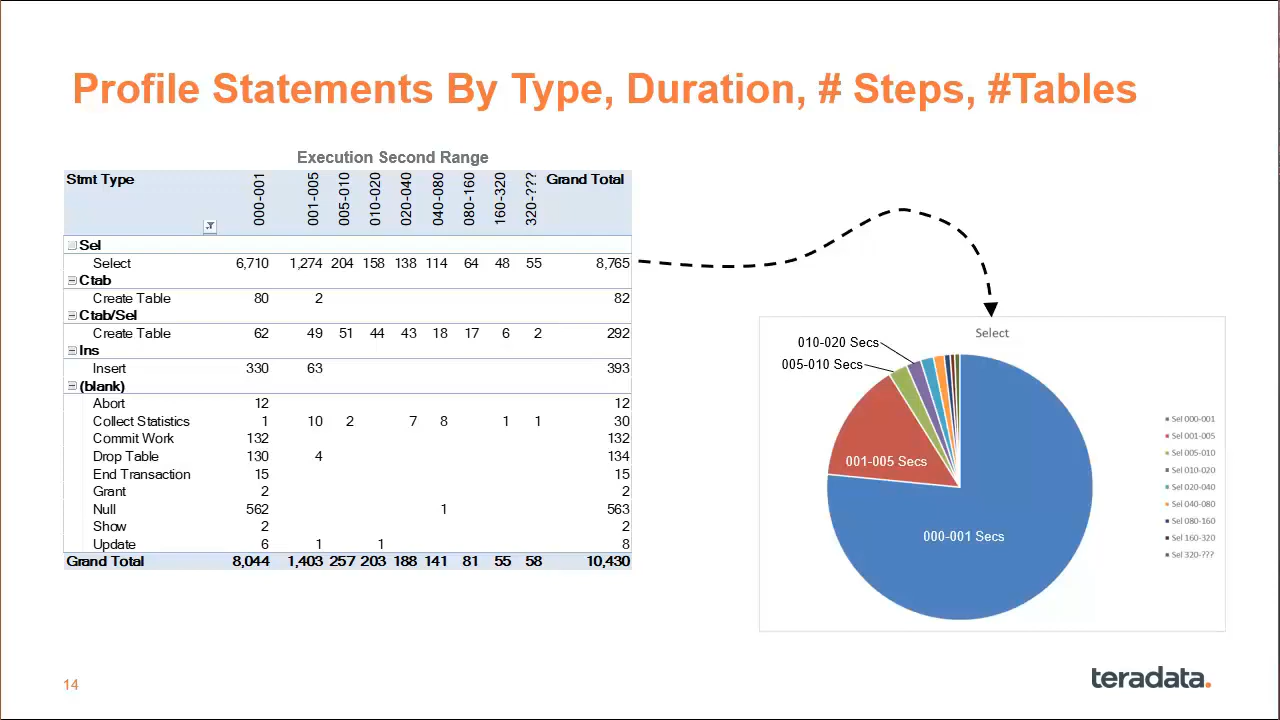 Profile Statements By Type, Duration, # Steps, #Tables
Execution Second Range
Stmt Type 000-001 001-005 005-010 010-020 020-040 040-080 080-160 160-320 320-??? Grand Total
Sel
Select 6,710 1,274 204 158 138 114 64 48 55 8,765
Ctab
Create Table 80 2 82
Ctab/Sel
Create Table 62 49 51 44 43 18 17 6 2 292
Ins
Insert 330 63 393
(blank)
Abort 12 12
Collect Statistics 1 10 2 7 8 1 1 30
Commit Work 132 132
Drop Table 130 4 134
End Transaction 15 15
Grant 2 2
Null 562 1 563
Show 2 2
Update 6 1 1 8
Grand Total 8,044 1,403 257 203 188 141 81 55 58 10,430
Select
010-020 Secs
005-010 Secs
001-005 Secs
000-001 Secs
Sel 000-001
Sel 001-005
Sel 005-010
Sel 010-020
Sel 020-040
Sel 040-080
Sel 080-160
Sel 160-320
Sel 320-???
14
teradata.